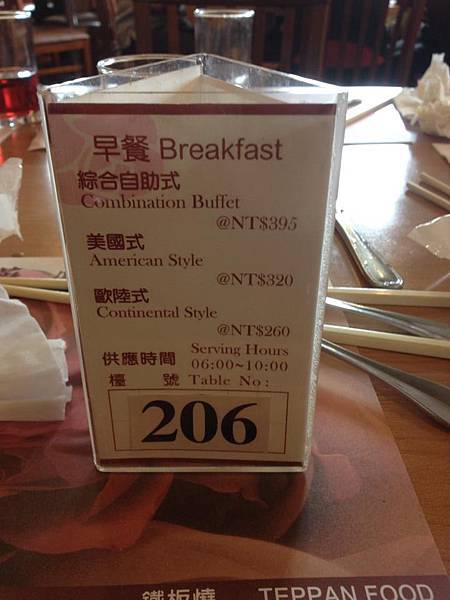 早餐 Breakfast
綜合自助式
Combination Buffet
@NT$395
美國式
American Style
@NT$320
歐陸式
Continental Style
@NT$260
供應時間 Serving Hours
06:00~10:00
檯 號 Table No:
206
鐵板燒 TEPPAN FOOD